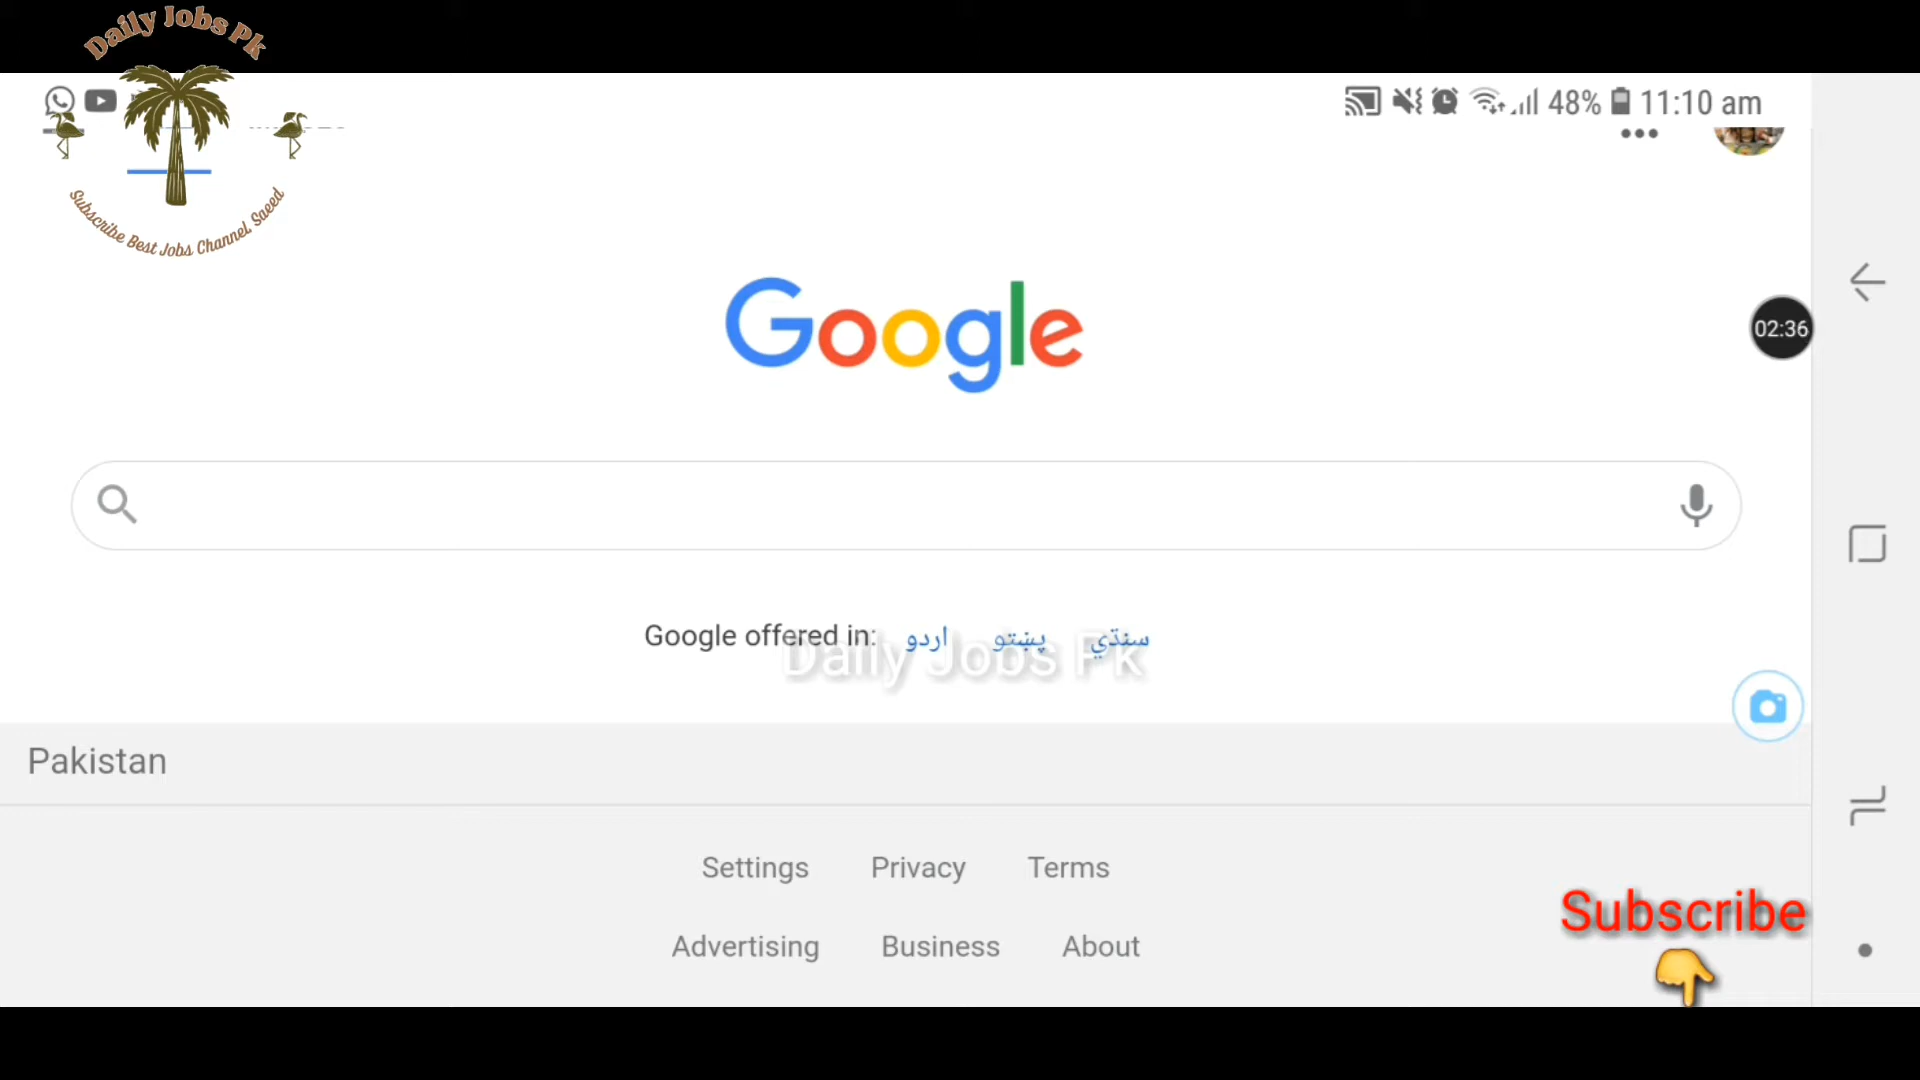 Daily Jobs Pk
Subscribe Best Jobs Channel, Saeed
48% 11:10 am
Google
02:36
Google offered in: اردو پښتو سنڌي
Daily Jobs Pk
Pakistan
Settings Privacy Terms
Subscribe
Advertising Business About